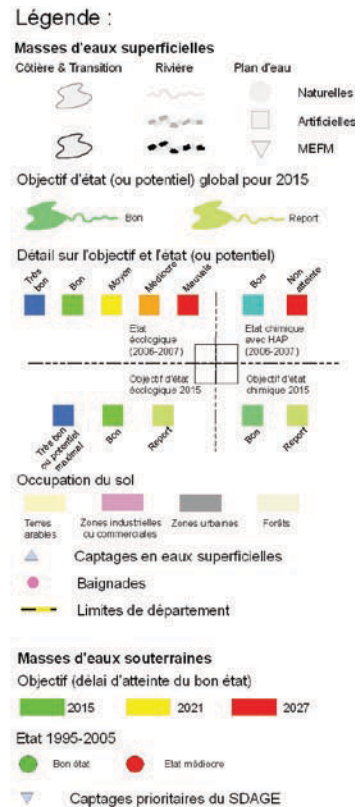 Légende :
Masses d'eaux superficielles
Côtière & Transition Rivière Plan d'eau
Naturelles
Artificielles
MEFM
Objectif d'état (ou potentiel) global pour 2015
Bon Report
Détail sur l'objectif et l'état (ou potentiel)
Très bon Bon Moyen Médiocre Mauvais Bon Non atteinte
Etat écologique (2006-2007)
Etat chimique avec HAP (2006-2007)
Objectif d'état écologique 2015
Objectif d'état chimique 2015
Très bon ou potentiel maximal Bon Report Bon Report
Occupation du sol
Terres arables
Zones industrielles ou commerciales
Zones urbaines
Forêts
Captages en eaux superficielles
Baignades
Limites de département
Masses d'eaux souterraines
Objectif (délai d'atteinte du bon état)
2015 2021 2027
Etat 1995-2005
Bon état Etat médiocre
Captages prioritaires du SDAGE